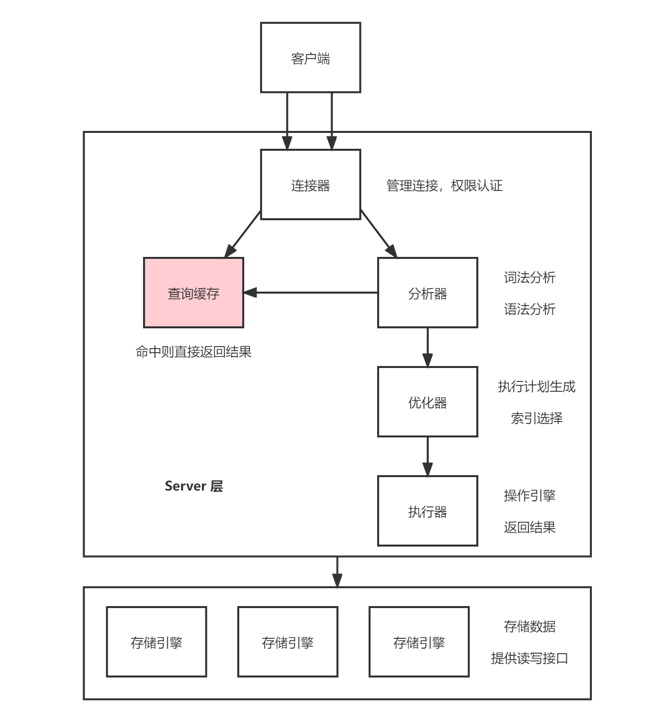 客户端
连接器
管理连接，权限认证
查询缓存
分析器
词法分析
语法分析
命中则直接返回结果
优化器
执行计划生成
索引选择
Server 层
执行器
操作引擎
返回结果
存储引擎
存储引擎
存储引擎
存储数据
提供读写接口